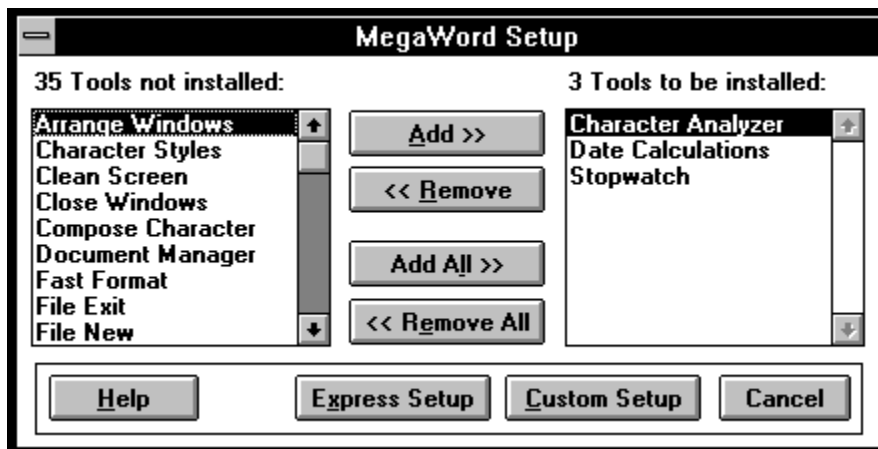 MegaWord Setup
35 Tools not installed:
Arrange Windows
Character Styles
Clean Screen
Close Windows
Compose Character
Document Manager
Fast Format
File Exit
File New
Add >>
<< Remove
Add All >>
<< Remove All
3 Tools to be installed:
Character Analyzer
Date Calculations
Stopwatch
Help
Express Setup
Custom Setup
Cancel